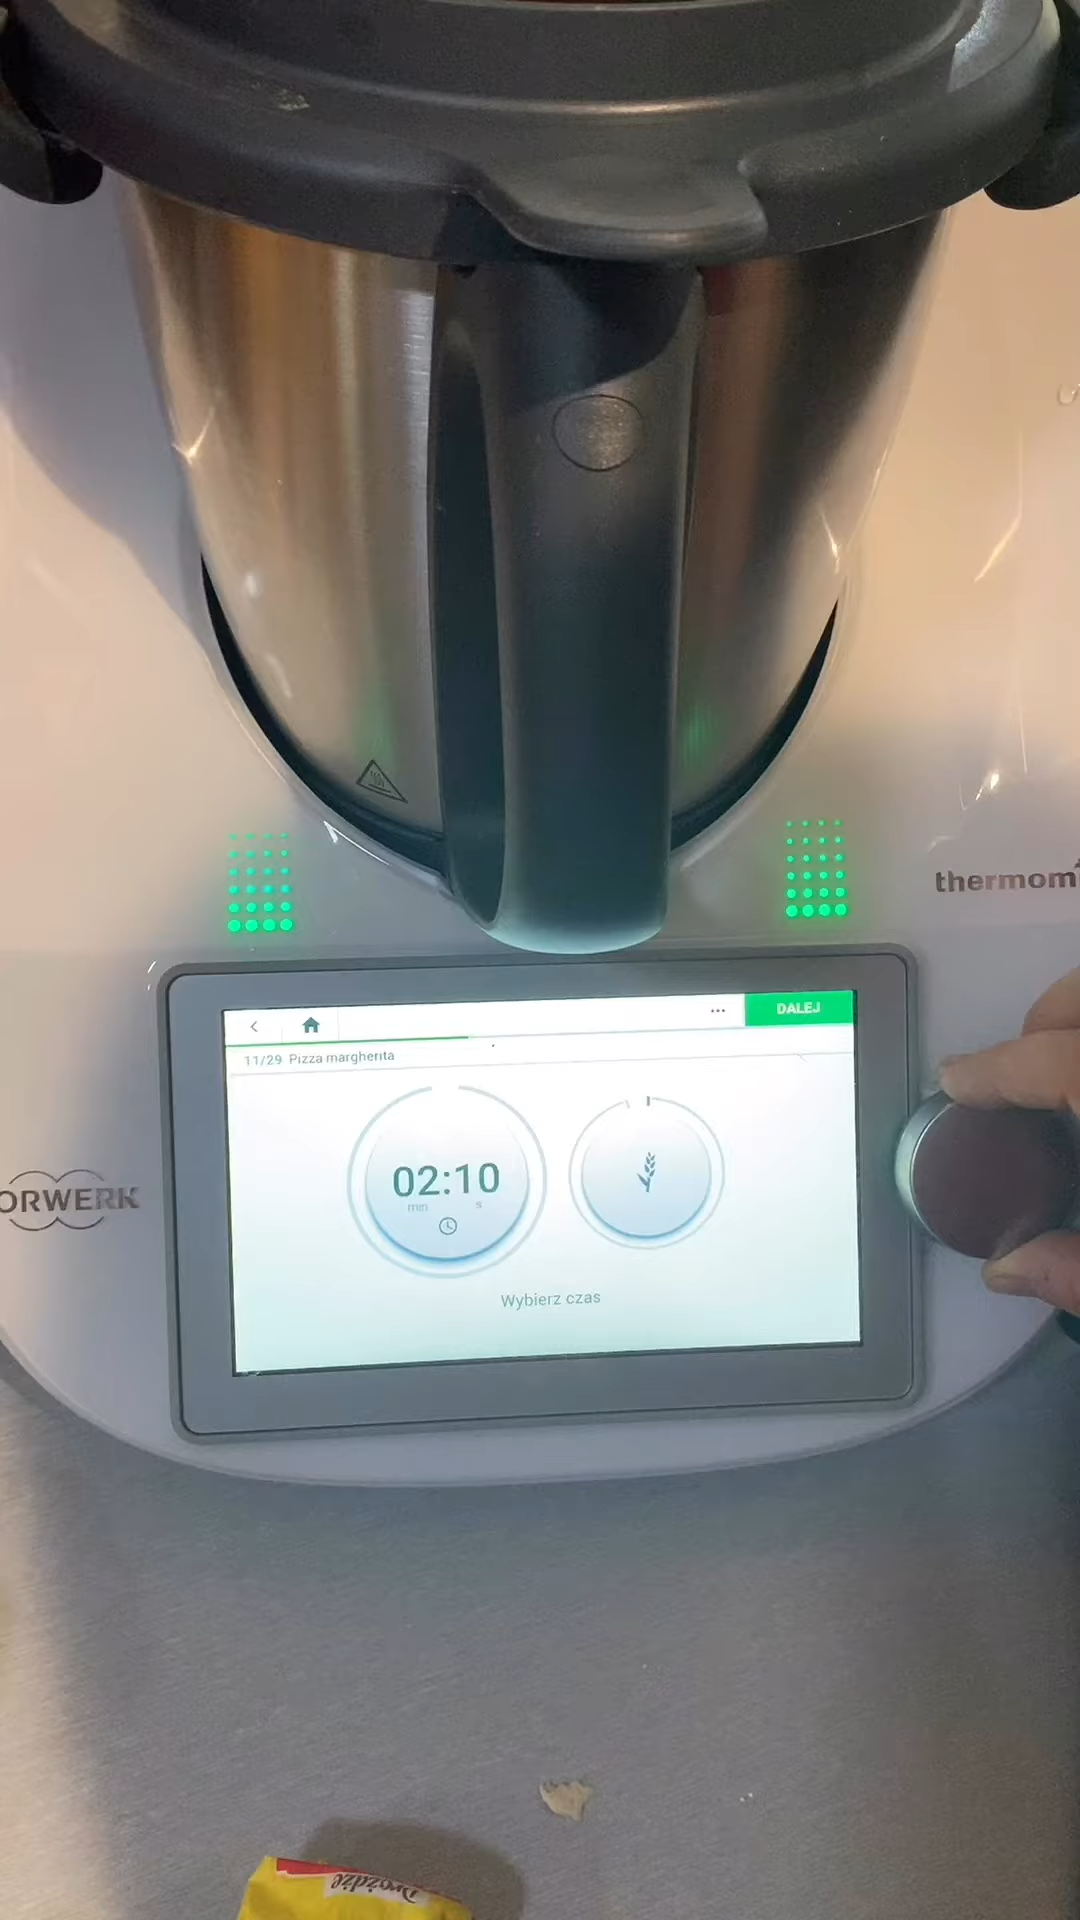 thermom
DALEJ
11/29 Pizza margherita
02:10
min s
ORWERK
Wybierz czas
Drożdże